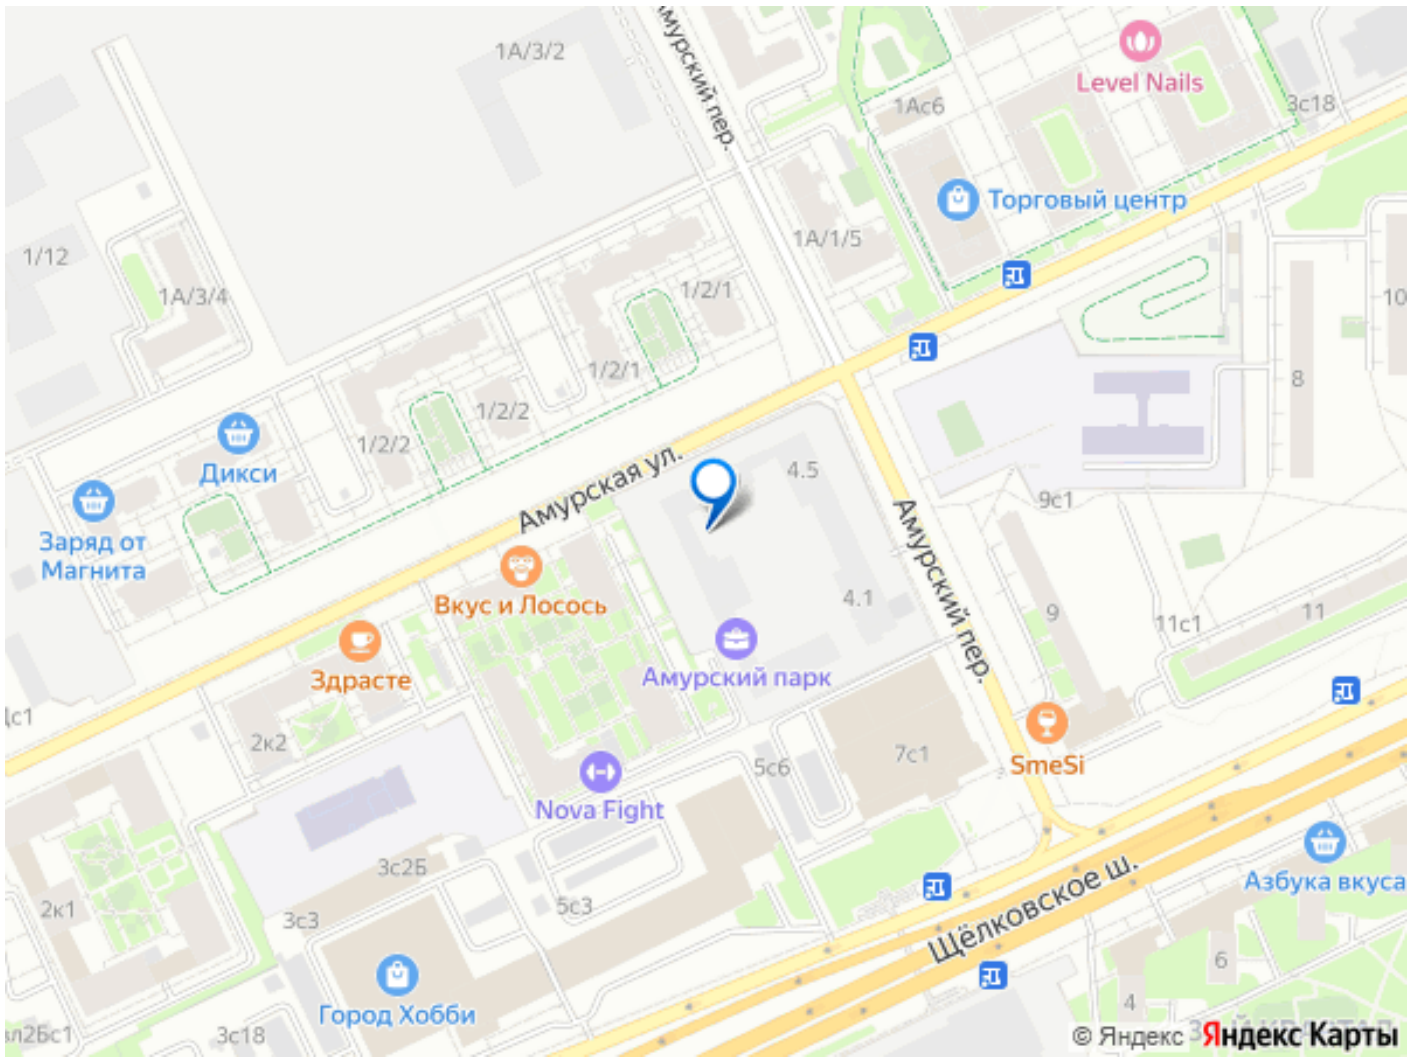 1А/3/2
Амурский пер.
Level Nails
1Ас6
3с18
Торговый центр
1/12
1А/3/4
1А/1/5
1/2/1
10
1/2/1
8
1/2/2
1/2/2
Дикси
Амурская ул.
4.5
Заряд от
Магнита
9с1
Амурский пер.
Вкус и Лосось
4.1
9
11с1
11
Здрасте
Амурский парк
2к2
7с1
SmeSi
5с6
Nova Fight
3с2Б
Азбука вкуса
2к1
3с3
5с3
Щёлковское ш.
6
Город Хобби
4
3с18
© Яндекс
Яндекс Карты